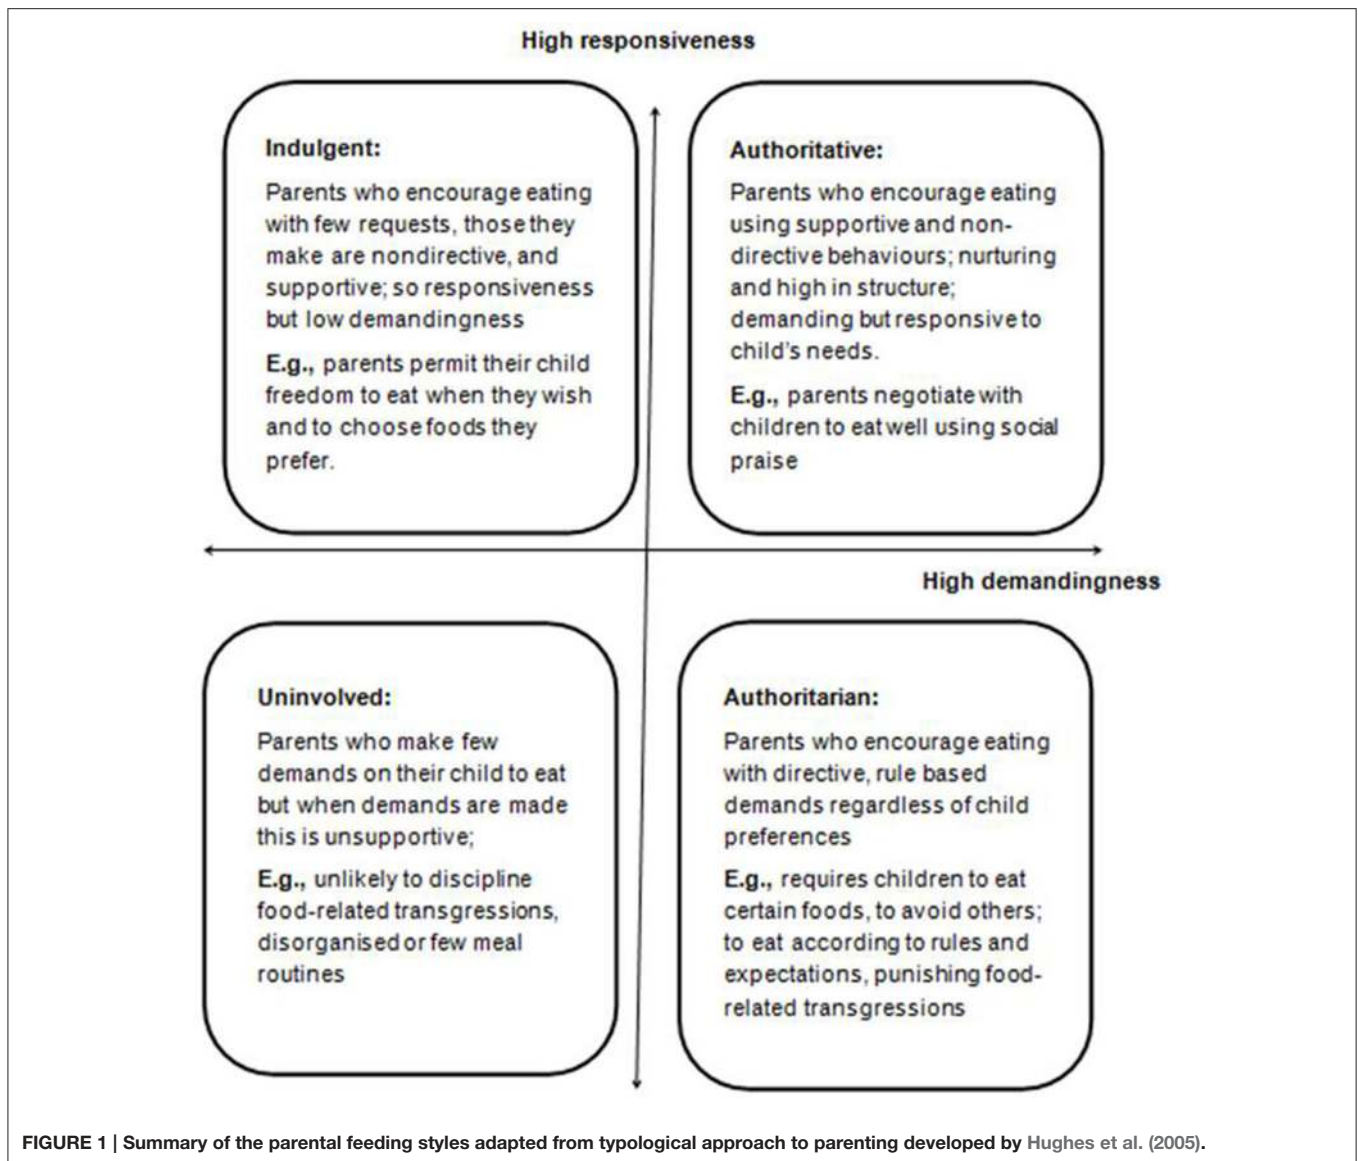 High responsiveness
Indulgent:
Parents who encourage eating
with few requests, those they
make are nondirective, and
supportive; so responsiveness
but low demandingness
E.g., parents permit their child
freedom to eat when they wish
and to choose foods they
prefer.
Authoritative:
Parents who encourage eating
using supportive and non-
directive behaviours; nurturing
and high in structure;
demanding but responsive to
child's needs.
E.g., parents negotiate with
children to eat well using social
praise
High demandingness
Uninvolved:
Parents who make few
demands on their child to eat
but when demands are made
this is unsupportive;
E.g., unlikely to discipline
food-related transgressions,
disorganised or few meal
routines
Authoritarian:
Parents who encourage eating
with directive, rule based
demands regardless of child
preferences
E.g., requires children to eat
certain foods, to avoid others;
to eat according to rules and
expectations, punishing food-
related transgressions
FIGURE 1 | Summary of the parental feeding styles adapted from typological approach to parenting developed by Hughes et al. (2005).